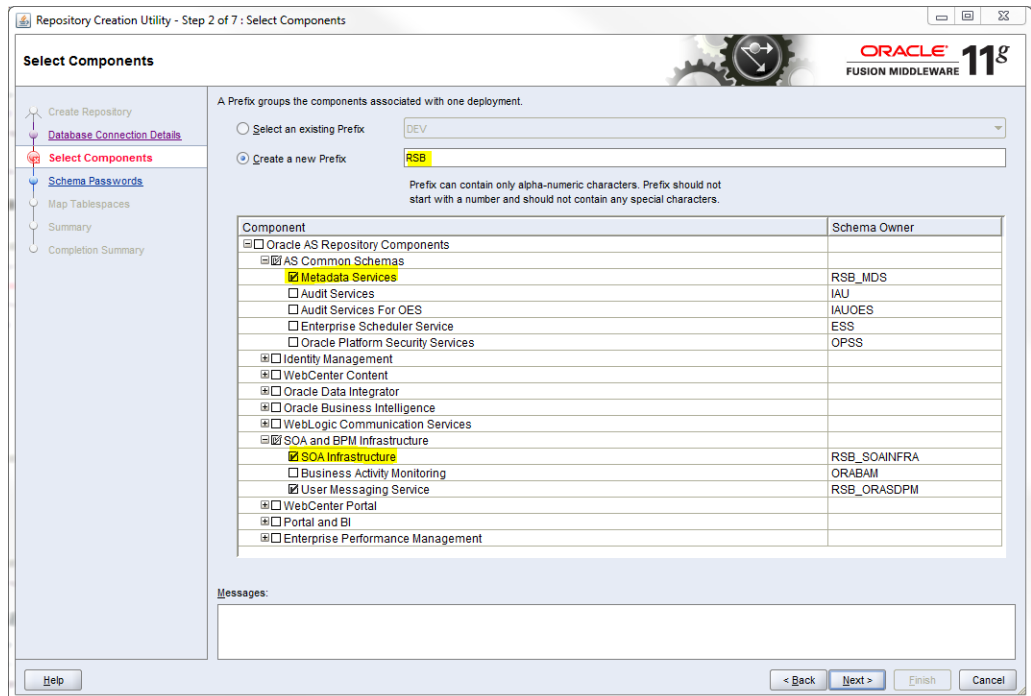 Repository Creation Utility - Step 2 of 7 : Select Components
Select Components
ORACLE
FUSION MIDDLEWARE 11g
Create Repository
Database Connection Details
Select Components
Schema Passwords
Map Tablespaces
Summary
Completion Summary
A Prefix groups the components associated with one deployment.
Select an existing Prefix DEV
Create a new Prefix RSB
Prefix can contain only alpha-numeric characters. Prefix should not
start with a number and should not contain any special characters.
Component Schema Owner
Oracle AS Repository Components
AS Common Schemas
Metadata Services RSB_MDS
Audit Services IAU
Audit Services For OES IAUOES
Enterprise Scheduler Service ESS
Oracle Platform Security Services OPSS
Identity Management
WebCenter Content
Oracle Data Integrator
Oracle Business Intelligence
WebLogic Communication Services
SOA and BPM Infrastructure
SOA Infrastructure RSB_SOAINFRA
Business Activity Monitoring ORABAM
User Messaging Service RSB_ORASDPM
WebCenter Portal
Portal and BI
Enterprise Performance Management
Messages:
Help < Back Next > Finish Cancel